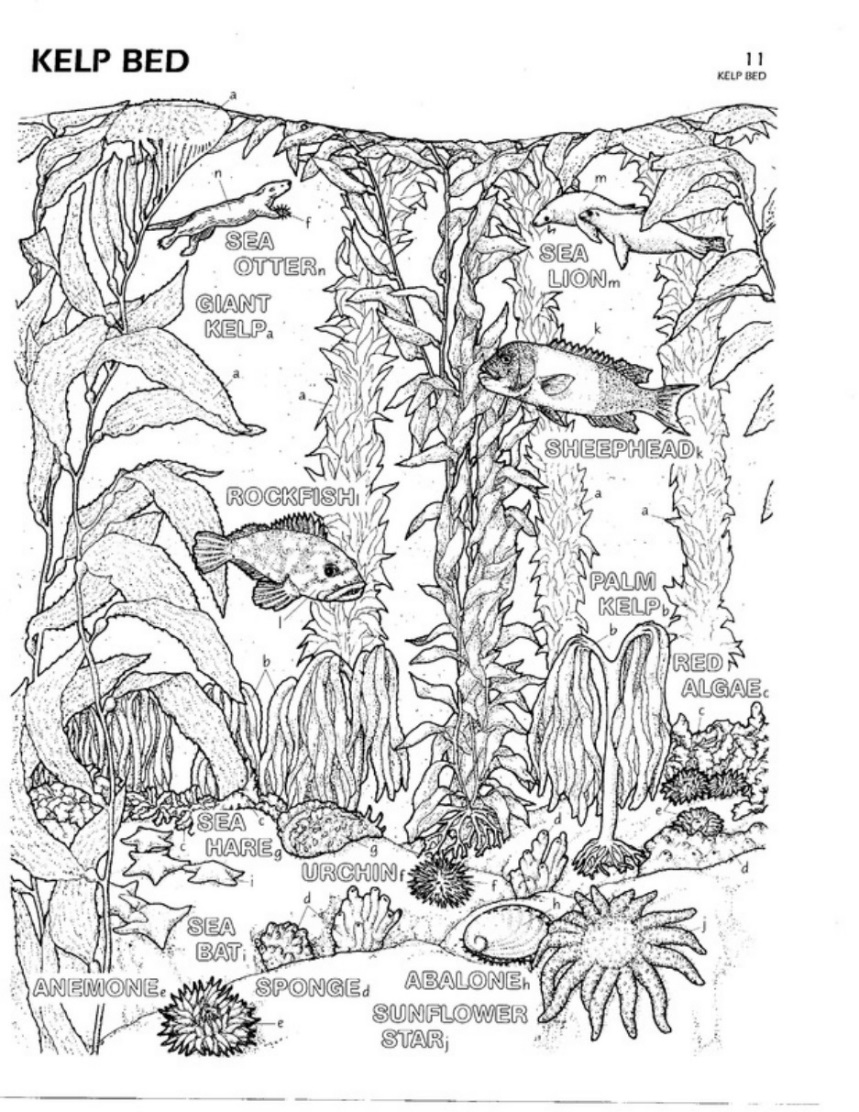 KELP BED
11
KELP BED
a
n
m
f
SEA
OTTERn
SEA
LIONm
GIANT
KELPa
k
a
a
SHEEPHEADk
ROCKFISHl
a
a
PALM
KELPb
l
b
b
RED
ALGAEc
c
e
SEA
HAREg
c
g
d
c
URCHINf
f
i
d
d
h
SEA
BATi
j
ANEMONEe
SPONGEd
ABALONEh
SUNFLOWER
STARj
e